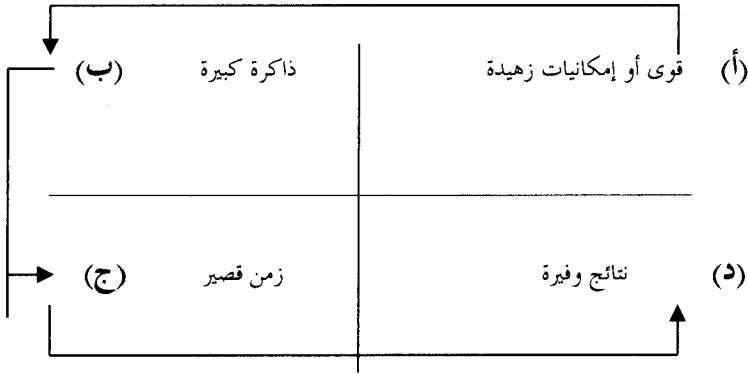 (أ) قوى أو إمكانيات زهيدة
ذاكرة كبيرة (ب)
(د) نتائج وفيرة
زمن قصير (ج)